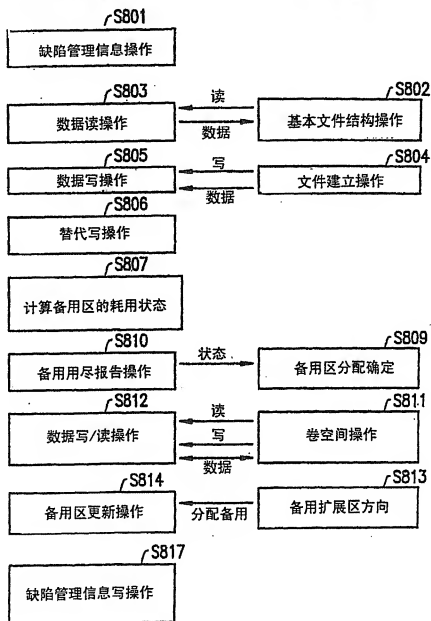 S801
缺陷管理信息操作
S803
S802
读
数据读操作
数据
基本文件结构操作
S805
S804
写
数据写操作
数据
文件建立操作
S806
替代写操作
S807
计算备用区的耗用状态
S810
S809
状态
备用用尽报告操作
备用区分配确定
S812
S811
读
数据写/读操作
写
卷空间操作
数据
S814
S813
备用区更新操作
分配备用
备用扩展区方向
S817
缺陷管理信息写操作